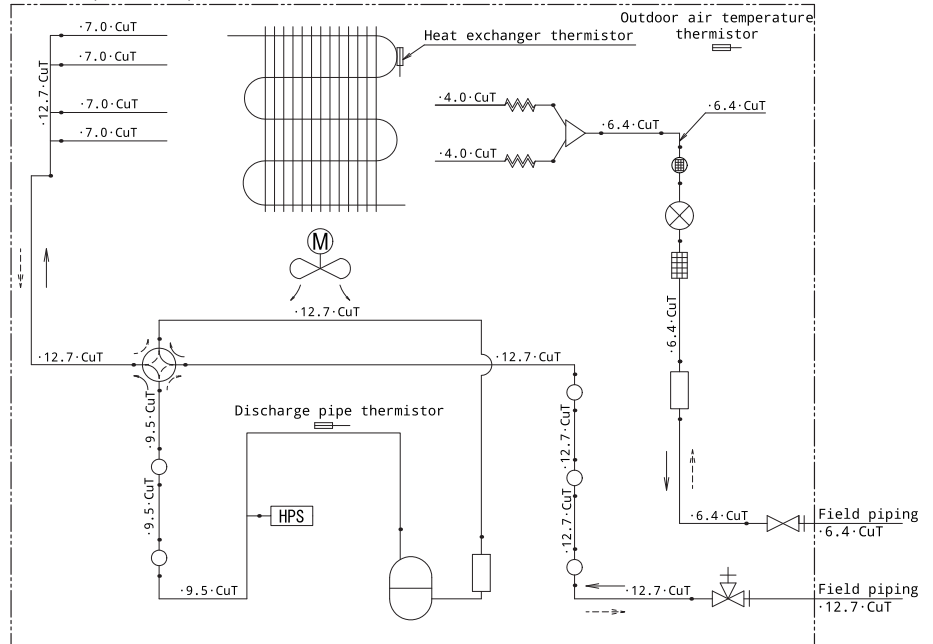 ·7.0·CuT
·7.0·CuT
·7.0·CuT
·7.0·CuT
·12.7·CuT
Heat exchanger thermistor
Outdoor air temperature
thermistor
·4.0·CuT
·4.0·CuT
·6.4·CuT
·6.4·CuT
M
·12.7·CuT
·6.4·CuT
·12.7·CuT
·12.7·CuT
·9.5·CuT
Discharge pipe thermistor
·12.7·CuT
·9.5·CuT
HPS
·12.7·CuT
·6.4·CuT
Field piping
·6.4·CuT
·9.5·CuT
·12.7·CuT
Field piping
·12.7·CuT